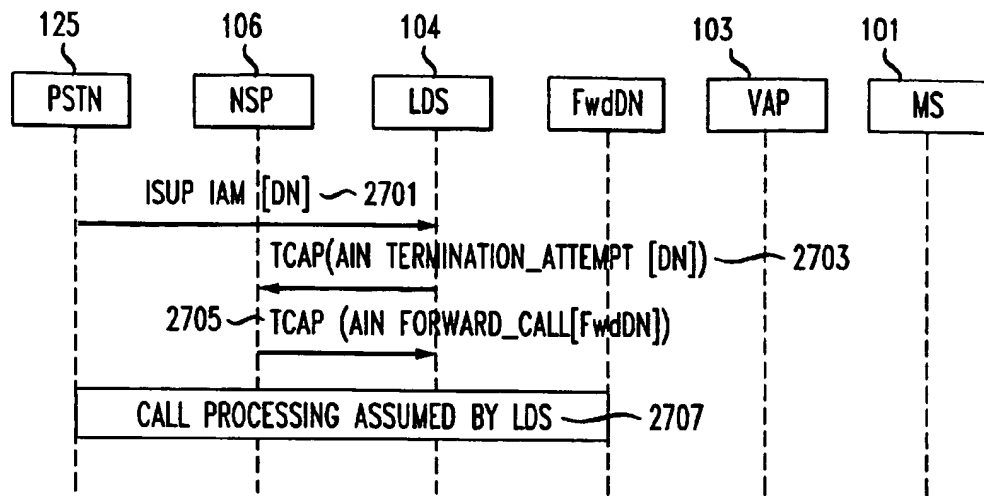 125 106 104 103 101
PSTN NSP LDS FwdDN VAP MS
ISUP IAM [DN] 2701
TCAP(AIN TERMINATION_ATTEMPT [DN]) 2703
2705 TCAP (AIN FORWARD_CALL[FwdDN])
CALL PROCESSING ASSUMED BY LDS 2707